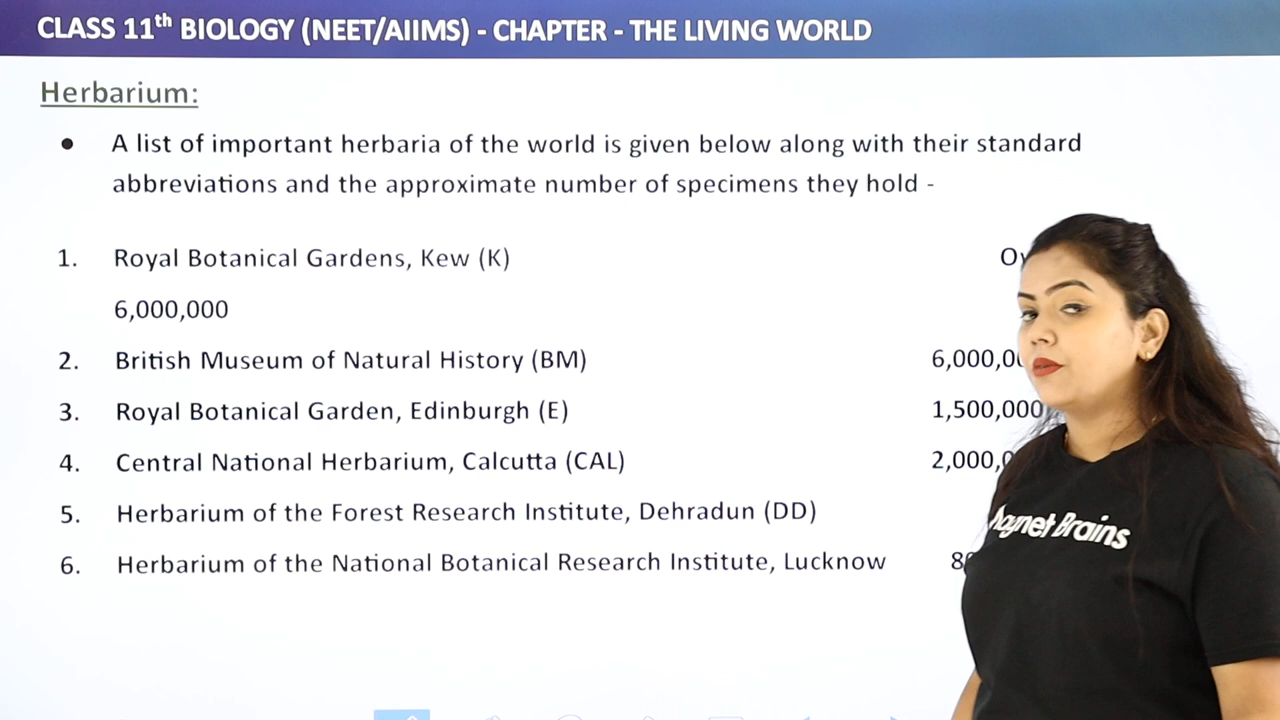 CLASS 11th BIOLOGY (NEET/AIIMS) - CHAPTER - THE LIVING WORLD
Herbarium:
● A list of important herbaria of the world is given below along with their standard
abbreviations and the approximate number of specimens they hold -
1. Royal Botanical Gardens, Kew (K)
6,000,000
2. British Museum of Natural History (BM)
3. Royal Botanical Garden, Edinburgh (E) 1,500,000
4. Central National Herbarium, Calcutta (CAL)
5. Herbarium of the Forest Research Institute, Dehradun (DD)
6. Herbarium of the National Botanical Research Institute, Lucknow
Brains